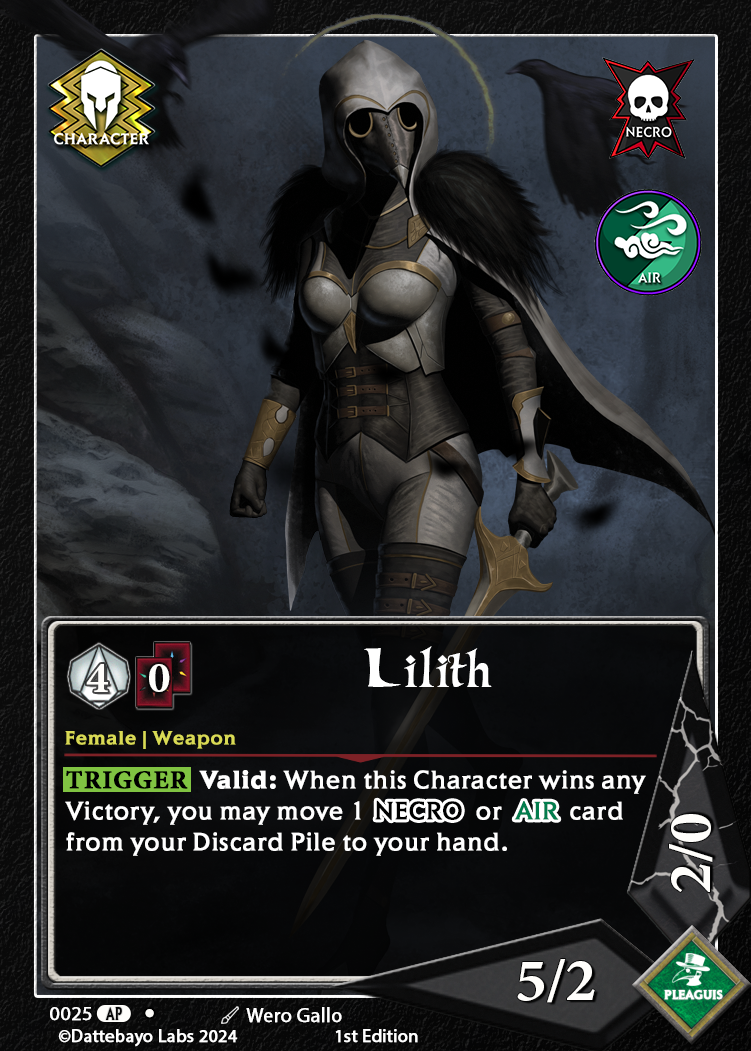 CHARACTER
NECRO
AIR
4 0 Lilith
Female | Weapon
TRIGGER Valid: When this Character wins any
Victory, you may move 1 NECRO or AIR card
from your Discard Pile to your hand.
2/0
5/2
PLEAGUIS
0025 AP • Wero Gallo
©Dattebayo Labs 2024 1st Edition